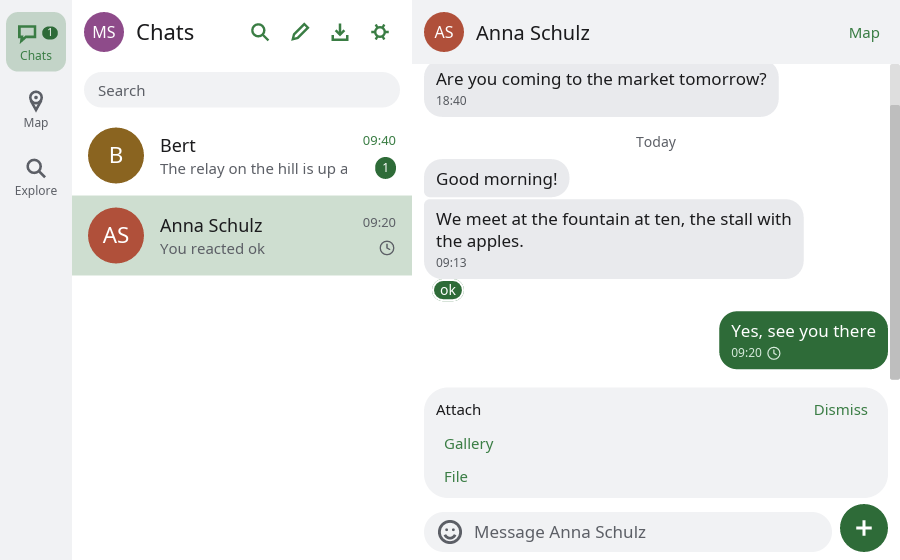 1
Chats
Map
Explore
MS
Chats
Search
B
Bert
09:40
The relay on the hill is up a
1
AS
Anna Schulz
09:20
You reacted ok
AS
Anna Schulz
Map
Are you coming to the market tomorrow?
18:40
Today
Good morning!
We meet at the fountain at ten, the stall with
the apples.
09:13
ok
Yes, see you there
09:20
Attach
Dismiss
Gallery
File
Message Anna Schulz